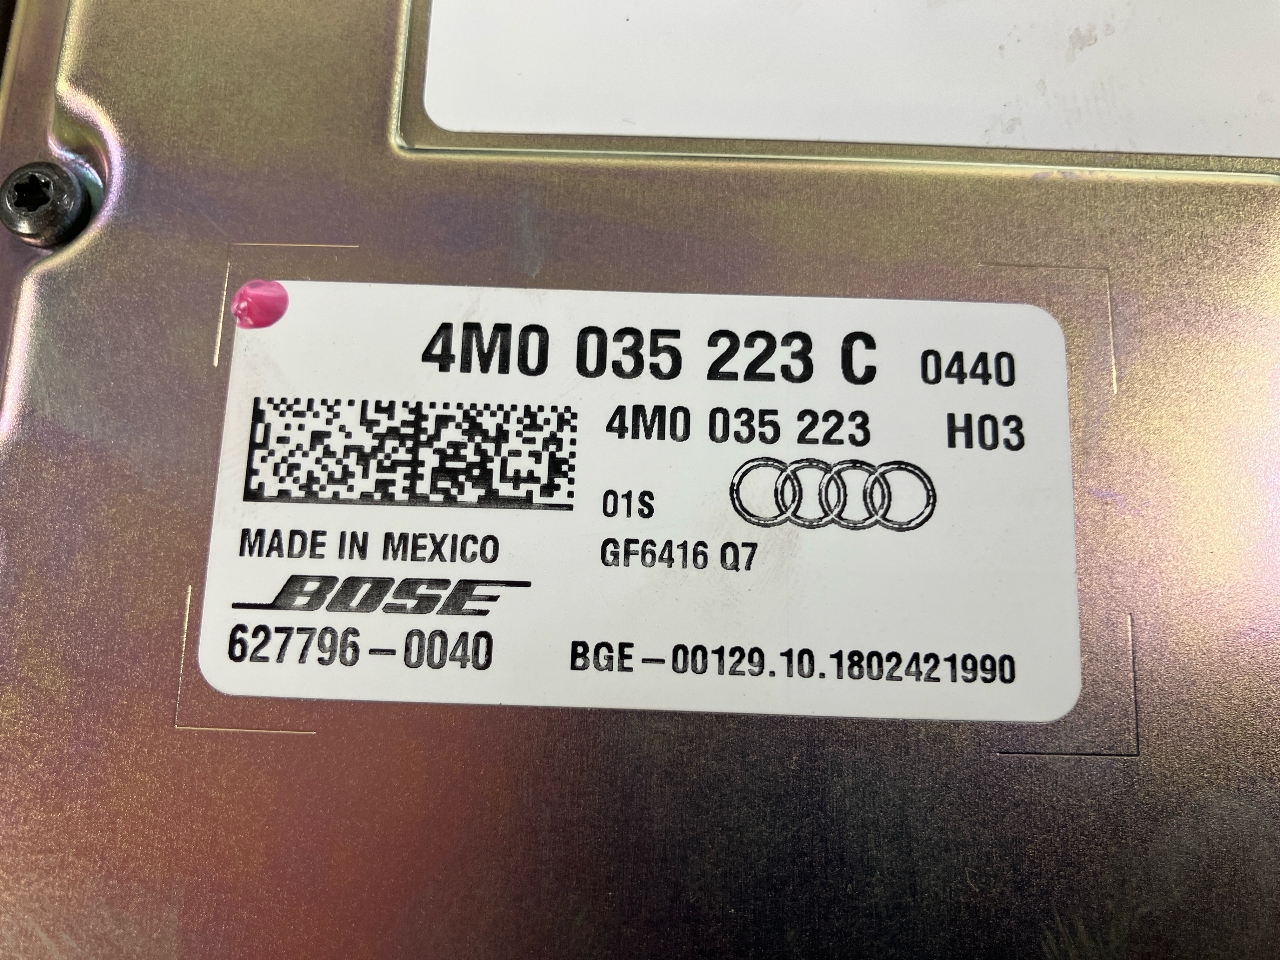 4M0 035 223 C 0440
4M0 035 223 H03
01S
MADE IN MEXICO GF6416 Q7
BOSE
627796-0040 BGE-00129.10.1802421990